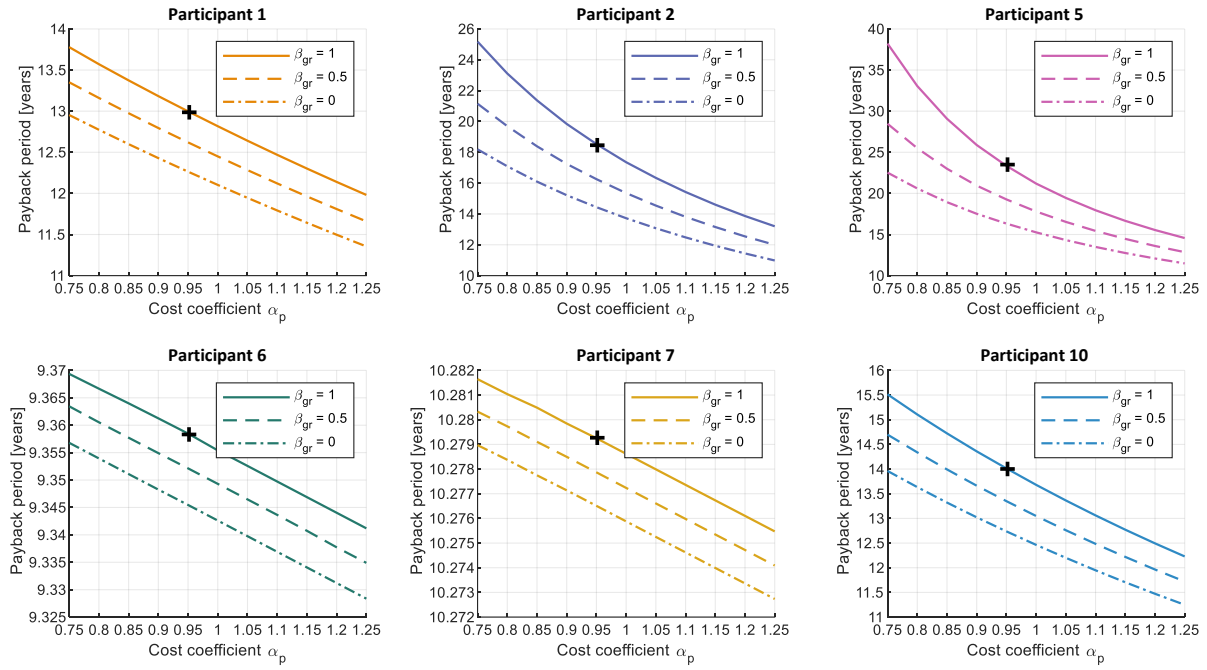 Participant 1
Payback period [years]
14
13.5
13
12.5
12
11.5
11
β_gr = 1
β_gr = 0.5
β_gr = 0
0.75 0.8 0.85 0.9 0.95 1 1.05 1.1 1.15 1.2 1.25
Cost coefficient α_p
Participant 2
Payback period [years]
26
24
22
20
18
16
14
12
10
β_gr = 1
β_gr = 0.5
β_gr = 0
0.75 0.8 0.85 0.9 0.95 1 1.05 1.1 1.15 1.2 1.25
Cost coefficient α_p
Participant 5
Payback period [years]
40
35
30
25
20
15
10
β_gr = 1
β_gr = 0.5
β_gr = 0
0.75 0.8 0.85 0.9 0.95 1 1.05 1.1 1.15 1.2 1.25
Cost coefficient α_p
Participant 6
Payback period [years]
9.37
9.365
9.36
9.355
9.35
9.345
9.34
9.335
9.33
9.325
β_gr = 1
β_gr = 0.5
β_gr = 0
0.75 0.8 0.85 0.9 0.95 1 1.05 1.1 1.15 1.2 1.25
Cost coefficient α_p
Participant 7
Payback period [years]
10.282
10.281
10.28
10.279
10.278
10.277
10.276
10.275
10.274
10.273
10.272
β_gr = 1
β_gr = 0.5
β_gr = 0
0.75 0.8 0.85 0.9 0.95 1 1.05 1.1 1.15 1.2 1.25
Cost coefficient α_p
Participant 10
Payback period [years]
16
15.5
15
14.5
14
13.5
13
12.5
12
11.5
11
β_gr = 1
β_gr = 0.5
β_gr = 0
0.75 0.8 0.85 0.9 0.95 1 1.05 1.1 1.15 1.2 1.25
Cost coefficient α_p